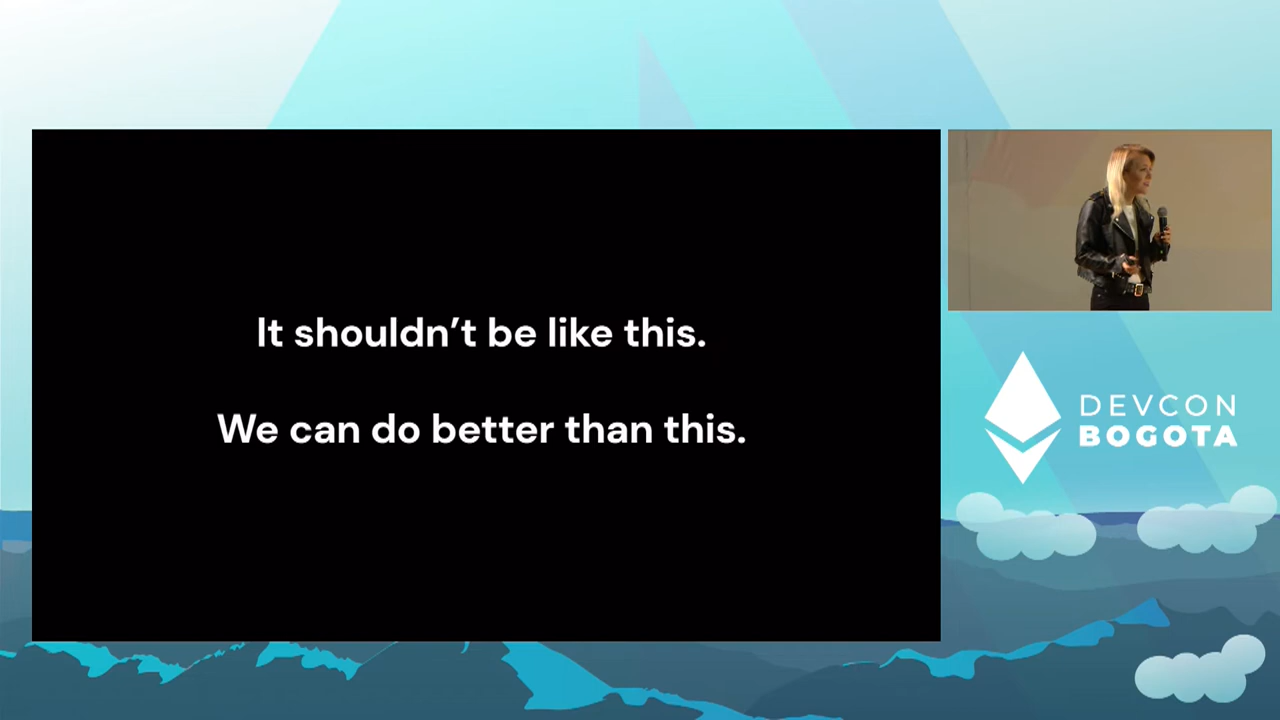 It shouldn’t be like this.
We can do better than this.
DEVCON
BOGOTA